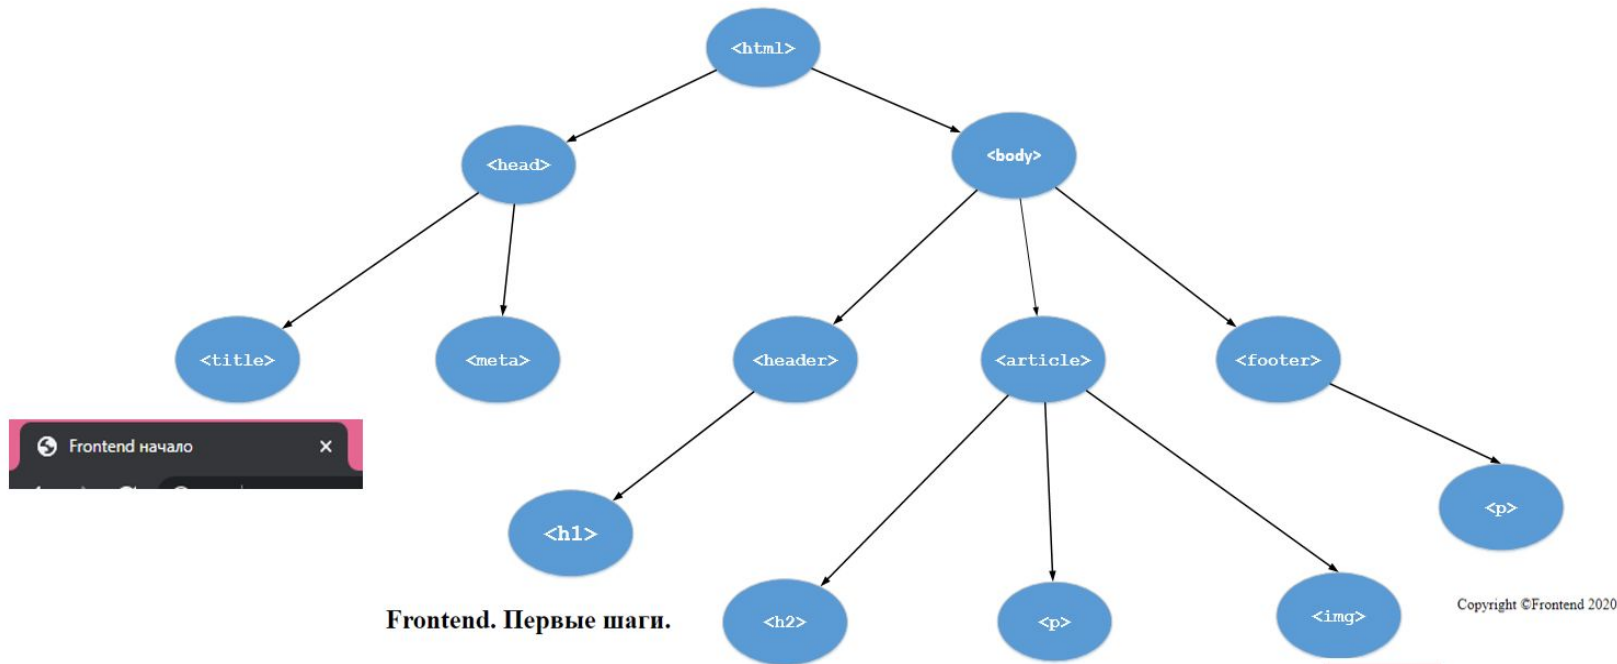 <html>
<head>
<body>
<title>
<meta>
<header>
<article>
<footer>
Frontend начало
<h1>
<p>
Frontend. Первые шаги.
<h2>
<p>
<img>
Copyright ©Frontend 2020